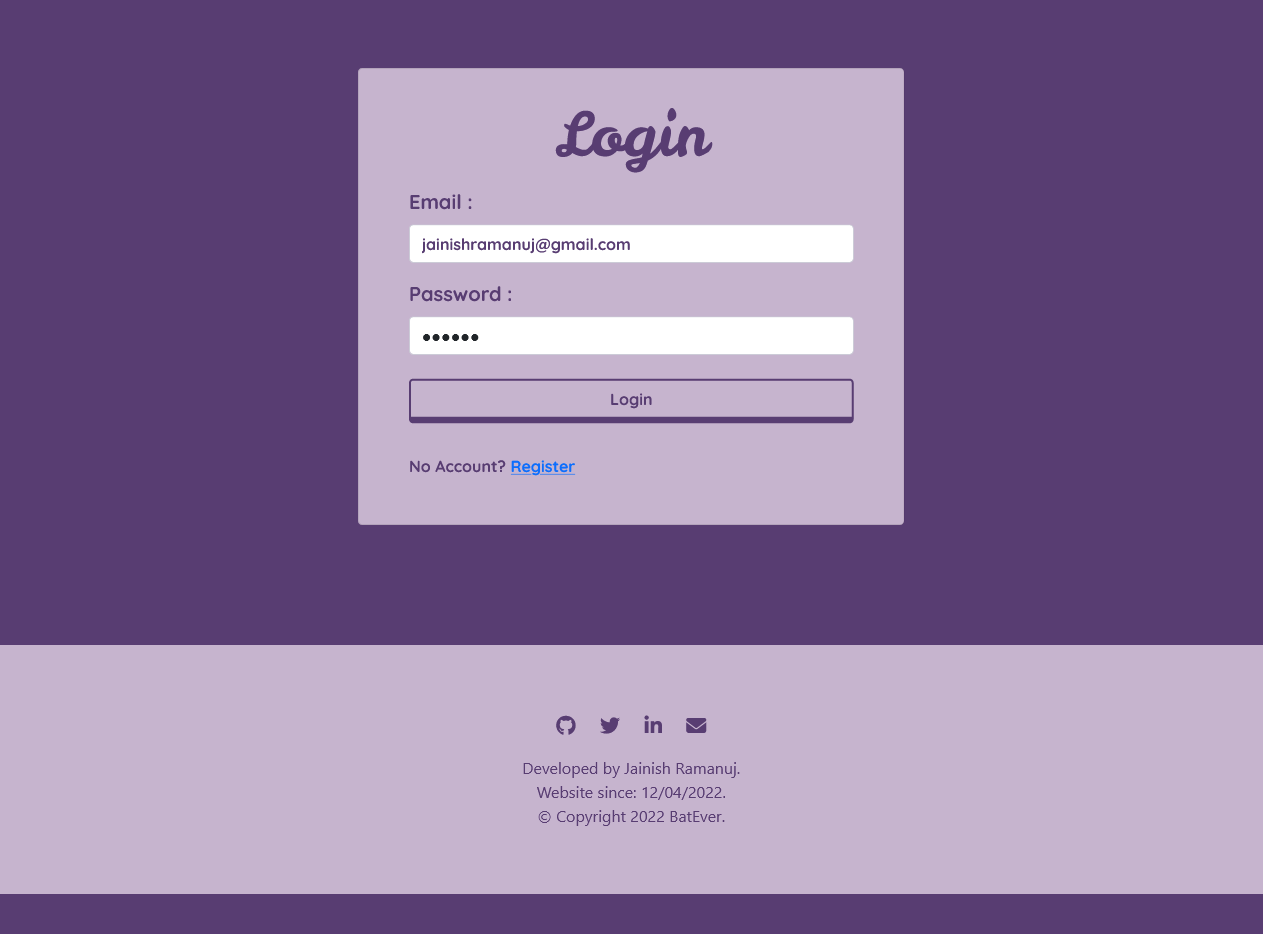 Login
Email :
jainishramanuj@gmail.com
Password :
••••••
Login
No Account? Register
Developed by Jainish Ramanuj.
Website since: 12/04/2022.
© Copyright 2022 BatEver.